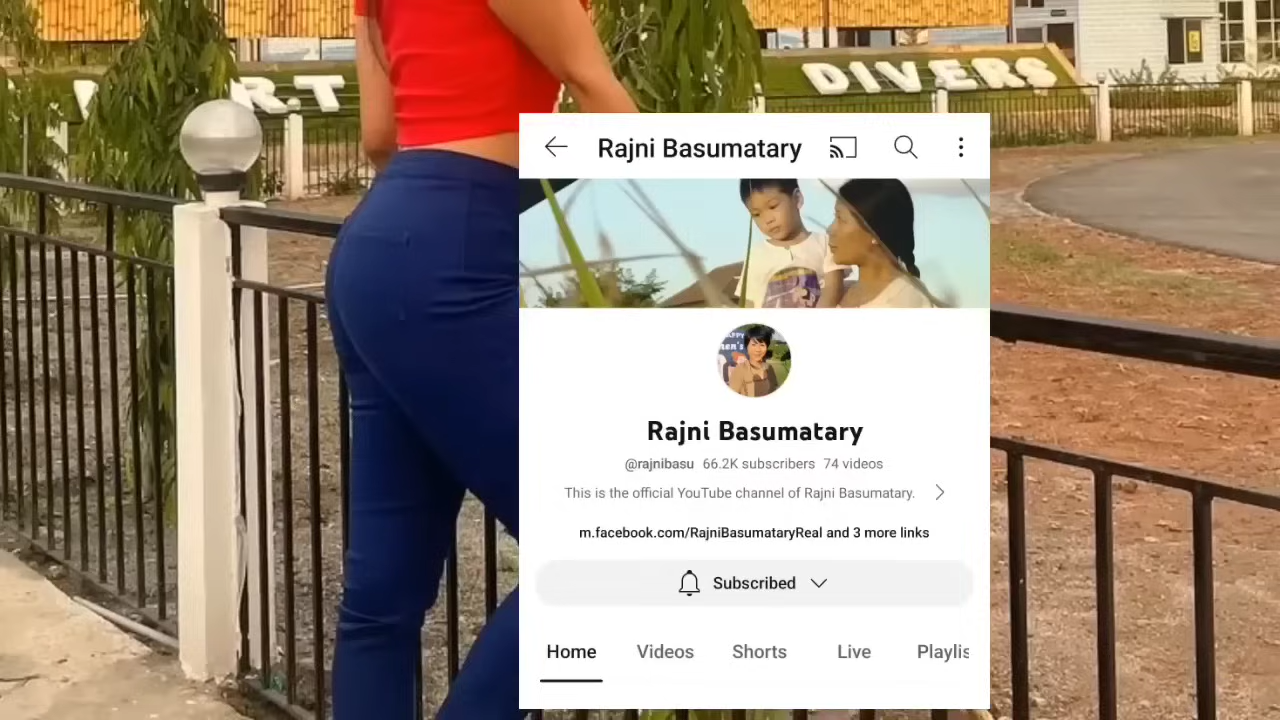 DIVERS
Rajni Basumatary
Rajni Basumatary
@rajnibasu 66.2K subscribers 74 videos
This is the official YouTube channel of Rajni Basumatary.
m.facebook.com/RajniBasumataryReal and 3 more links
Subscribed
Home Videos Shorts Live Playlis